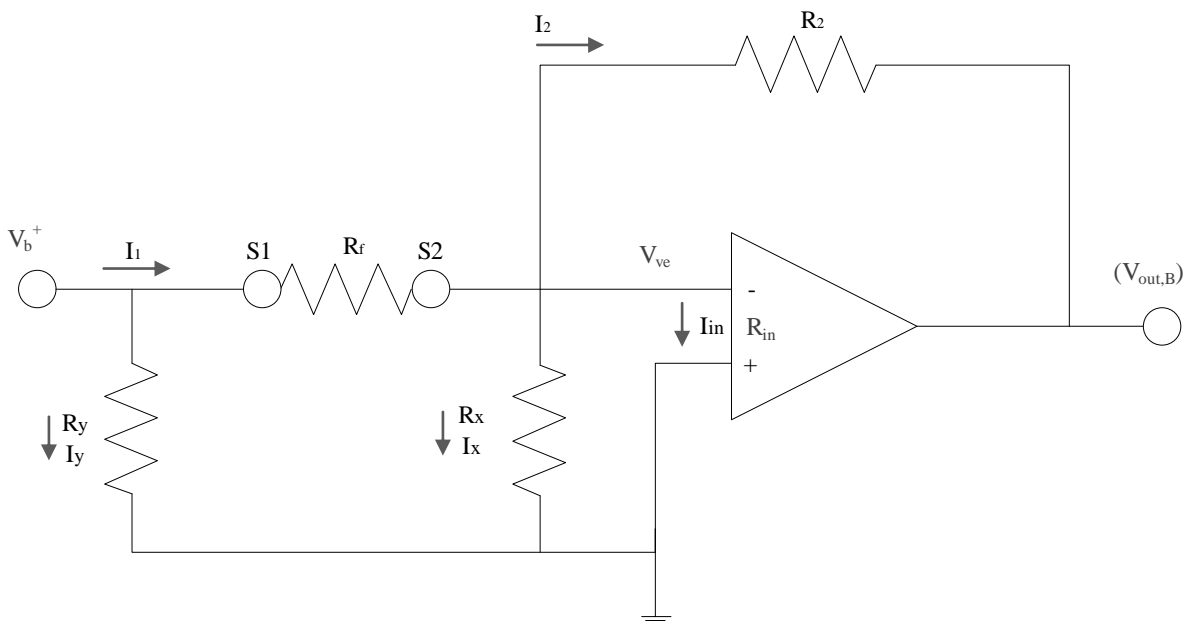 I2
R2
Vb+
I1
S1
Rf
S2
Vve
(Vout,B)
-
Iin
Rin
+
Ry
Iy
Rx
Ix